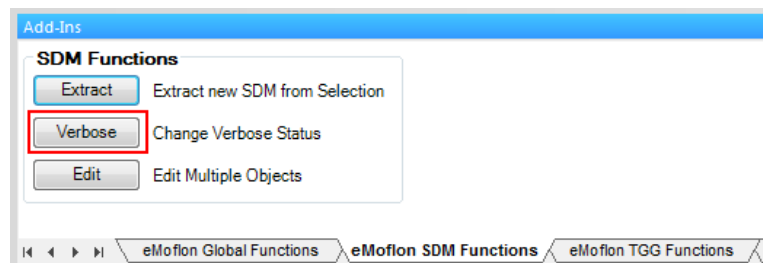 Add-Ins
SDM Functions
Extract Extract new SDM from Selection
Verbose Change Verbose Status
Edit Edit Multiple Objects
eMoflon Global Functions eMoflon SDM Functions eMoflon TGG Functions